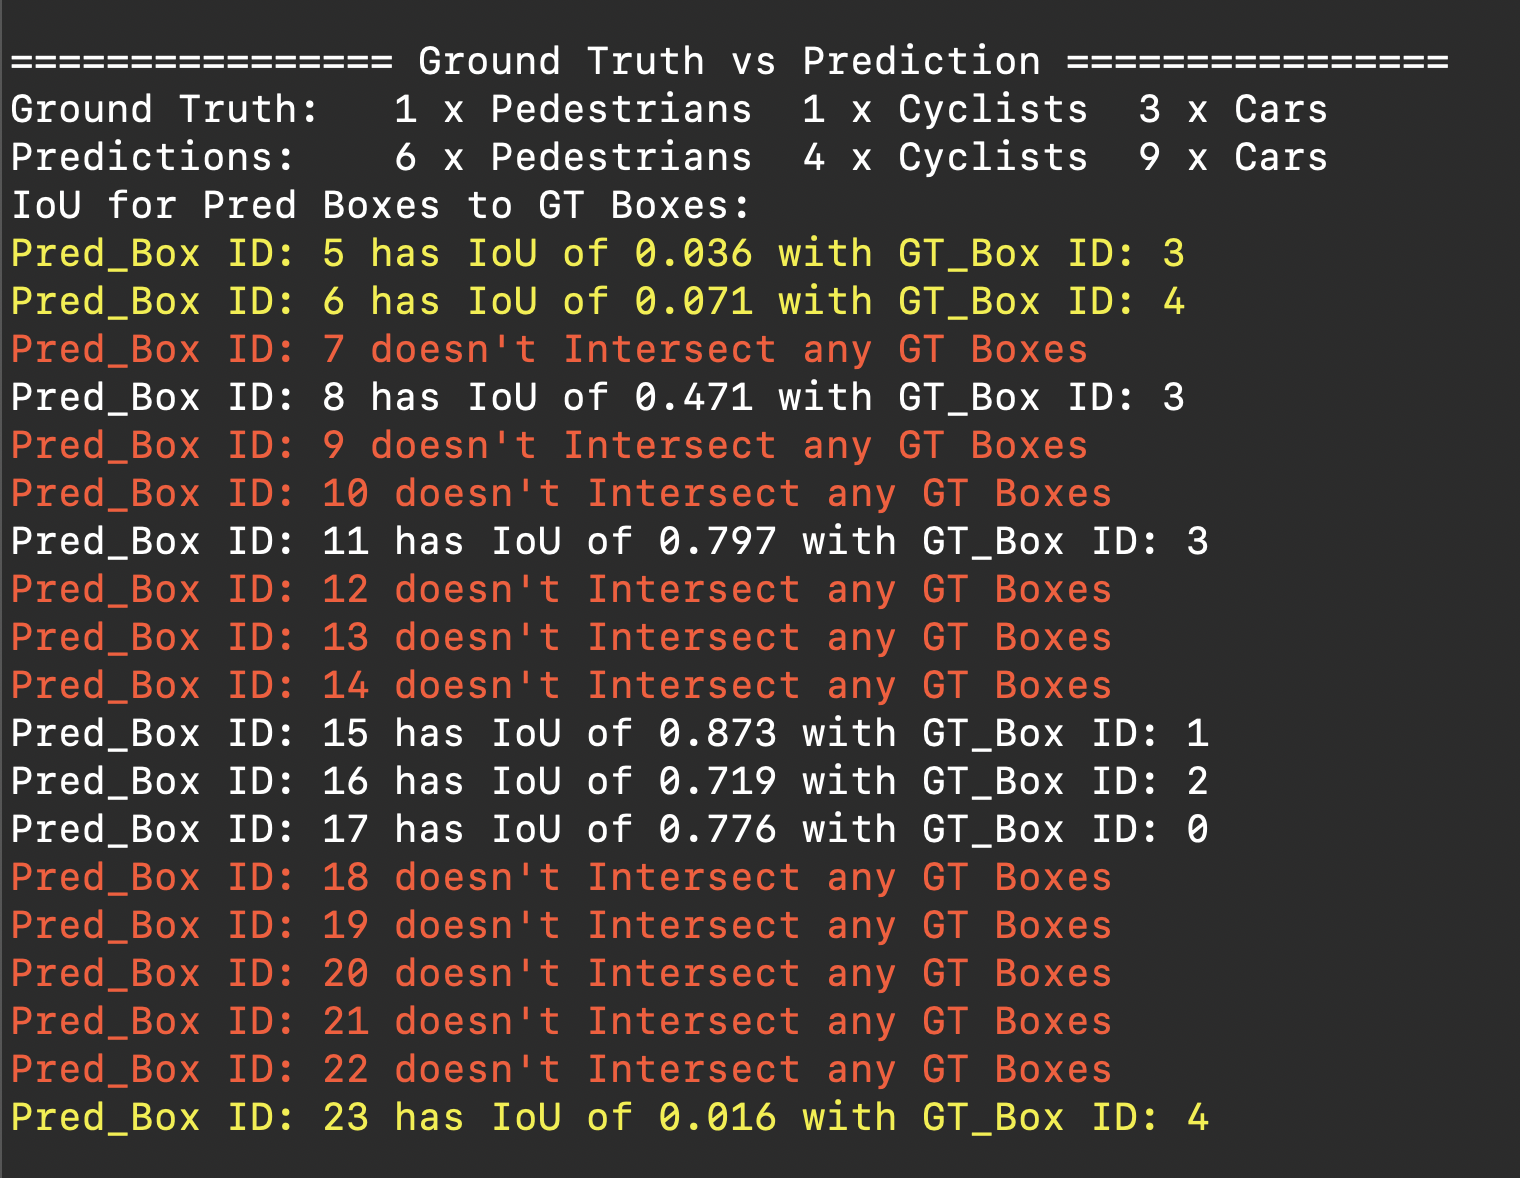 ================ Ground Truth vs Prediction ================
Ground Truth:   1 x Pedestrians  1 x Cyclists  3 x Cars
Predictions:    6 x Pedestrians  4 x Cyclists  9 x Cars
IoU for Pred Boxes to GT Boxes:
Pred_Box ID: 5 has IoU of 0.036 with GT_Box ID: 3
Pred_Box ID: 6 has IoU of 0.071 with GT_Box ID: 4
Pred_Box ID: 7 doesn't Intersect any GT Boxes
Pred_Box ID: 8 has IoU of 0.471 with GT_Box ID: 3
Pred_Box ID: 9 doesn't Intersect any GT Boxes
Pred_Box ID: 10 doesn't Intersect any GT Boxes
Pred_Box ID: 11 has IoU of 0.797 with GT_Box ID: 3
Pred_Box ID: 12 doesn't Intersect any GT Boxes
Pred_Box ID: 13 doesn't Intersect any GT Boxes
Pred_Box ID: 14 doesn't Intersect any GT Boxes
Pred_Box ID: 15 has IoU of 0.873 with GT_Box ID: 1
Pred_Box ID: 16 has IoU of 0.719 with GT_Box ID: 2
Pred_Box ID: 17 has IoU of 0.776 with GT_Box ID: 0
Pred_Box ID: 18 doesn't Intersect any GT Boxes
Pred_Box ID: 19 doesn't Intersect any GT Boxes
Pred_Box ID: 20 doesn't Intersect any GT Boxes
Pred_Box ID: 21 doesn't Intersect any GT Boxes
Pred_Box ID: 22 doesn't Intersect any GT Boxes
Pred_Box ID: 23 has IoU of 0.016 with GT_Box ID: 4